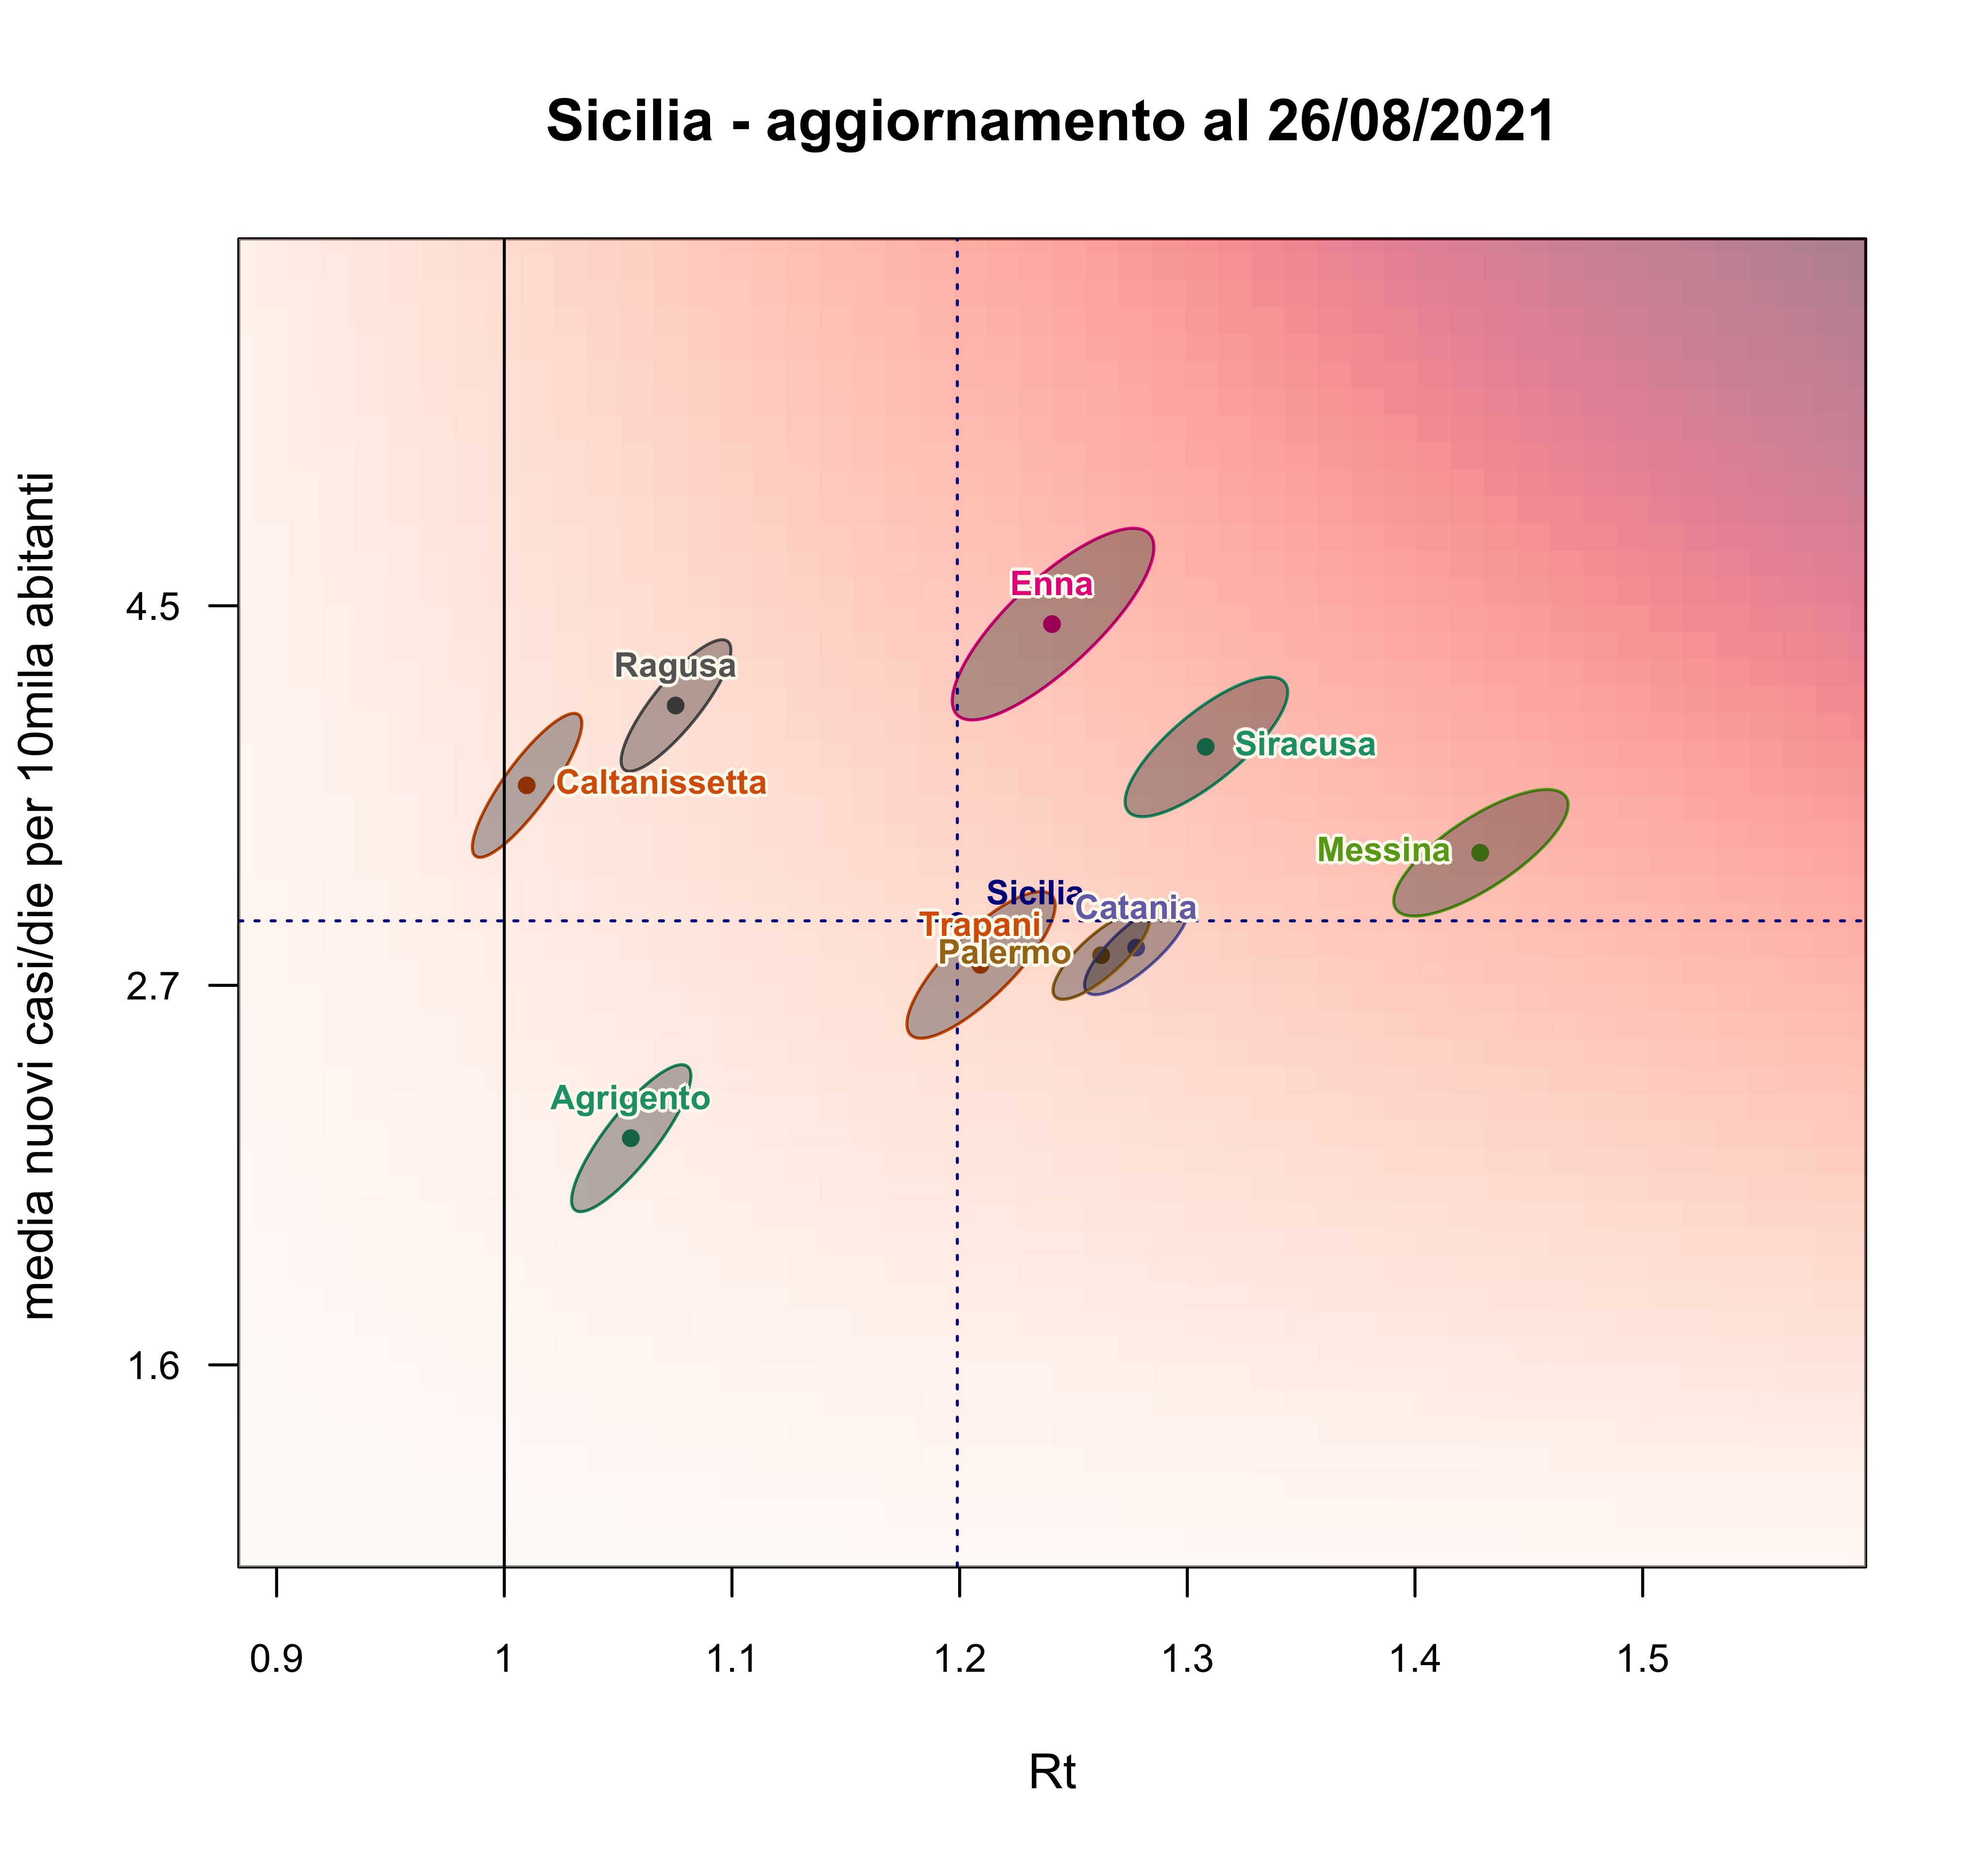 Sicilia - aggiornamento al 26/08/2021
media nuovi casi/die per 10mila abitanti
4.5
2.7
1.6
Enna
Ragusa
Siracusa
Caltanissetta
Messina
Sicilia
Catania
Trapani
Palermo
Agrigento
0.9 1 1.1 1.2 1.3 1.4 1.5
Rt